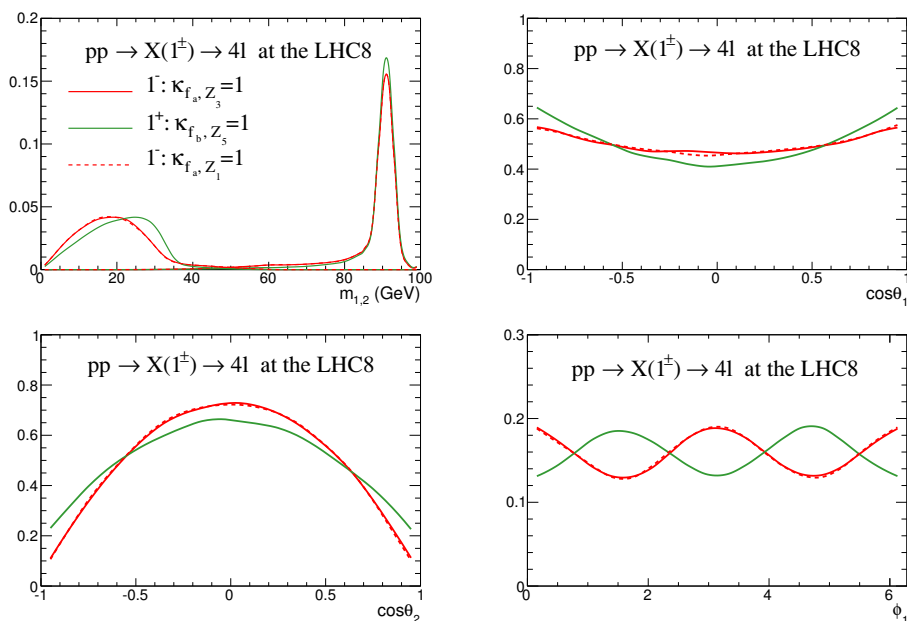 0.2
0.15
0.1
0.05
0
0 20 40 60 80 100
m1,2 (GeV)
pp → X(1±) → 4l at the LHC8
1-: κfa, Z3=1
1+: κfb, Z5=1
1-: κfa, Z1=1
1
0.8
0.6
0.4
0.2
0
-1 -0.5 0 0.5 1
cosθ1
pp → X(1±) → 4l at the LHC8
1
0.8
0.6
0.4
0.2
0
-1 -0.5 0 0.5 1
cosθ2
pp → X(1±) → 4l at the LHC8
0.3
0.2
0.1
0
0 2 4 6
ϕ1
pp → X(1±) → 4l at the LHC8